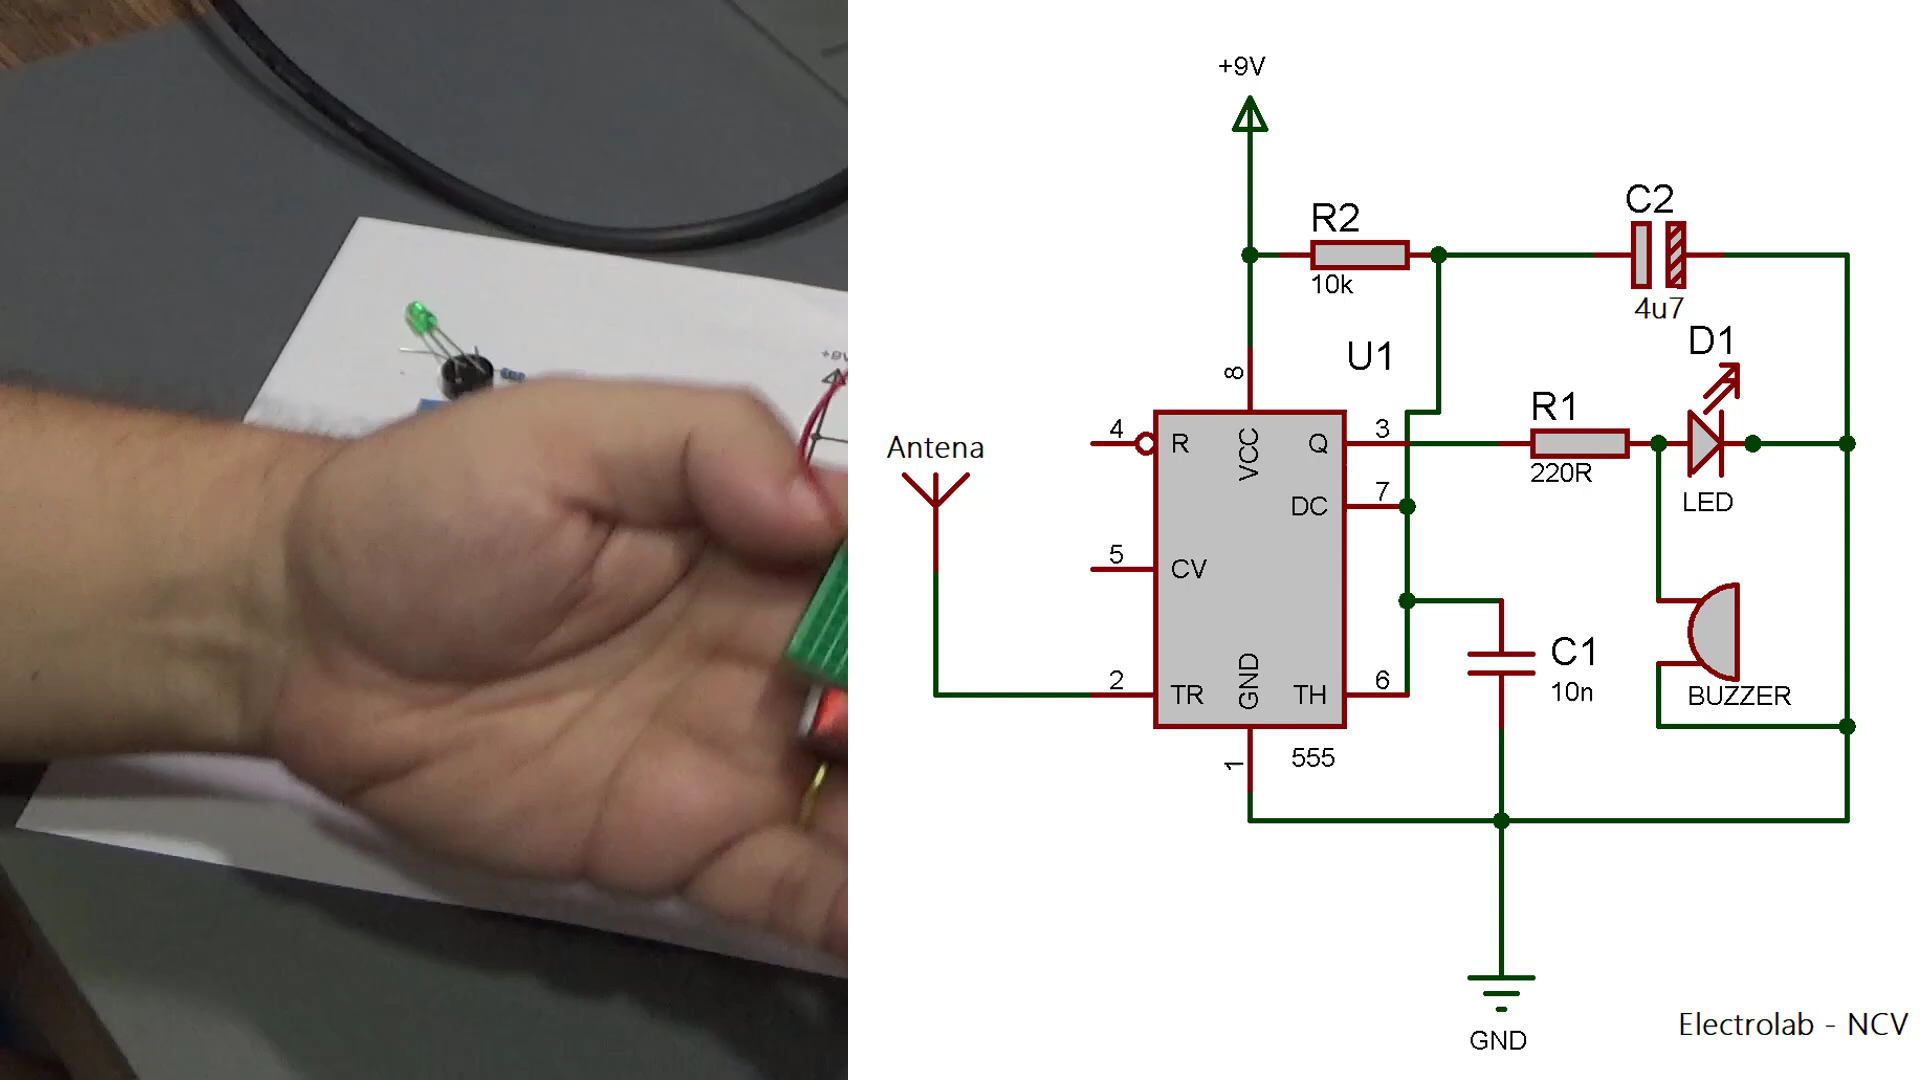 +9V
R2
10k
C2
4u7
U1
D1
LED
R1
220R
Antena
8
4
R
VCC
Q
3
DC
7
5
CV
2
TR
GND
TH
6
1
555
C1
10n
BUZZER
GND
Electrolab - NCV
+9V